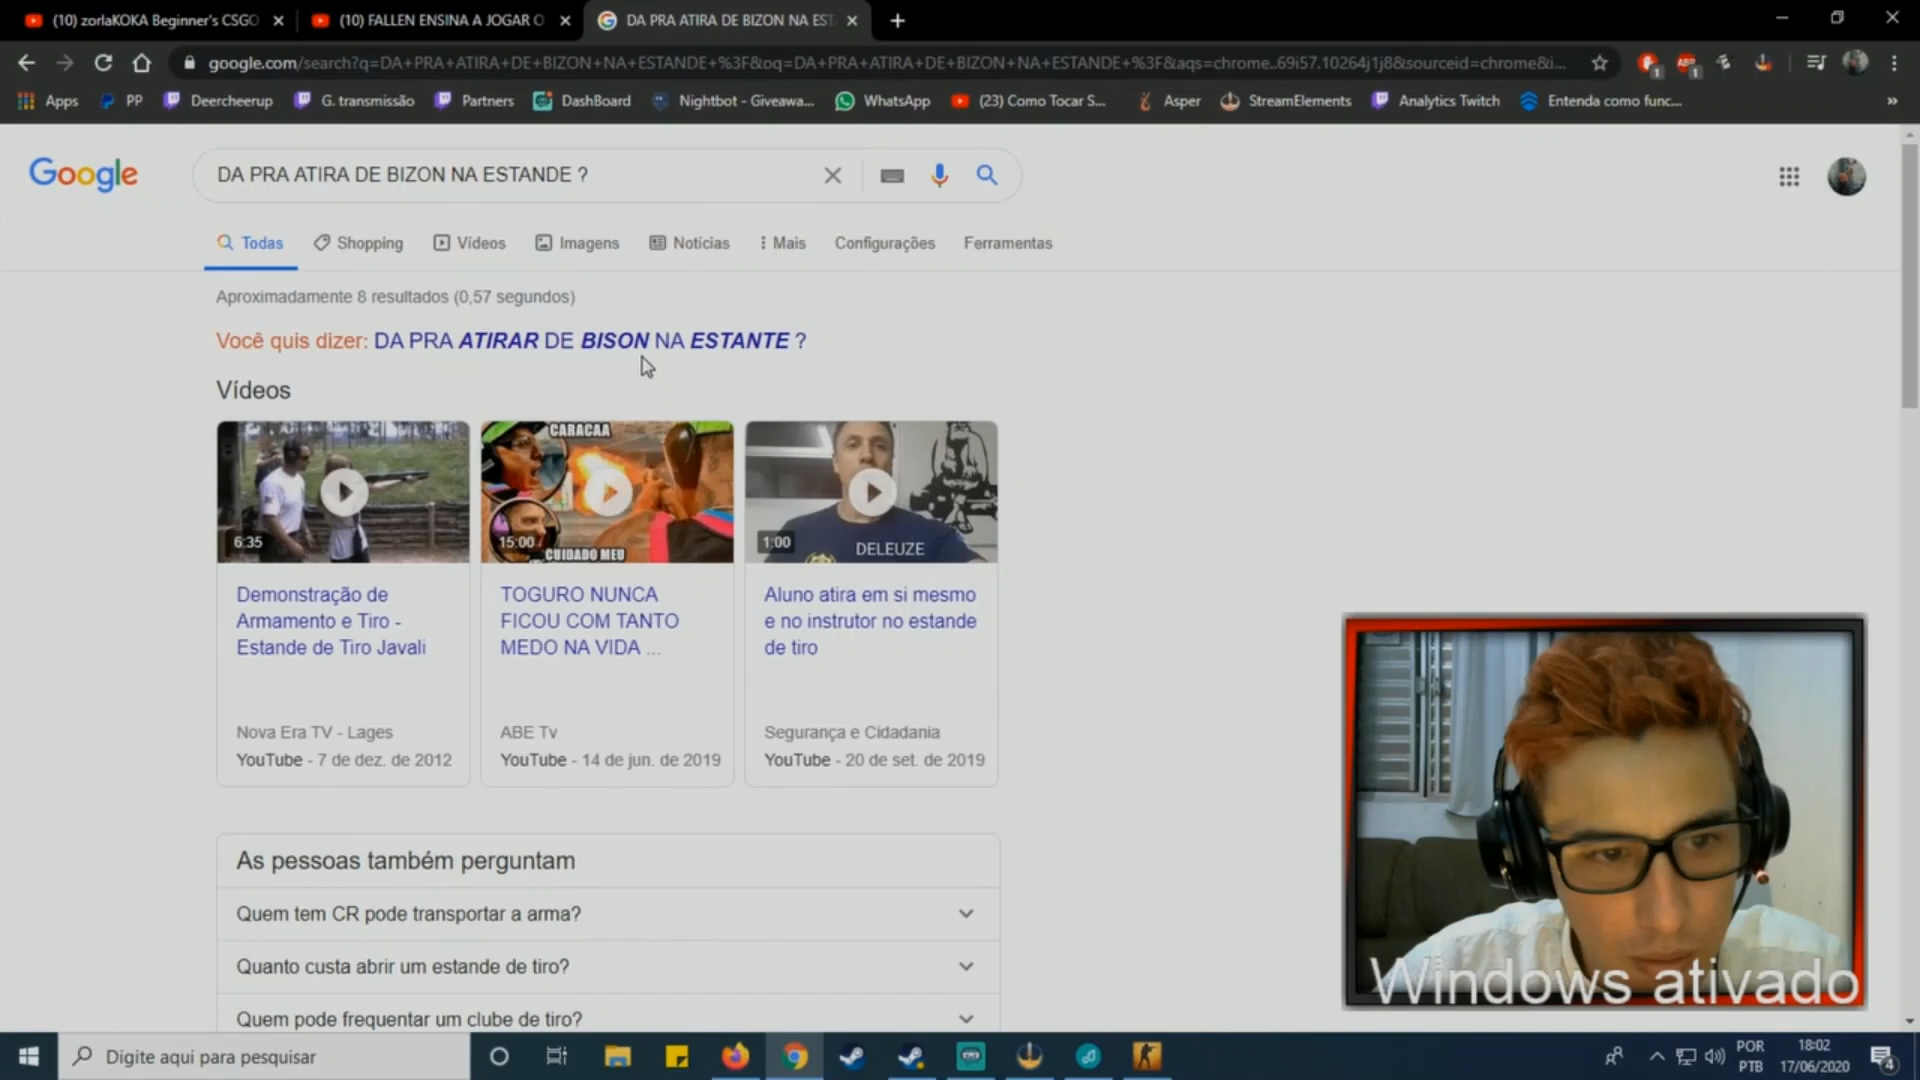 (10) zorlaKOKA Beginner's CSGO
(10) FALLEN ENSINA A JOGAR O
DA PRA ATIRA DE BIZON NA EST
google.com/search?q=DA+PRA+ATIRA+DE+BIZON+NA+ESTANDE+%3F&oq=DA+PRA+ATIRA+DE+BIZON+NA+ESTANDE+%3F&aqs=chrome..69i57.10264j1j8&sourceid=chrome&i...
Apps
PP
Deercheerup
G. transmissão
Partners
DashBoard
Nightbot - Giveawa...
WhatsApp
(23) Como Tocar S...
Asper
StreamElements
Analytics Twitch
Entenda como func...
Google
DA PRA ATIRA DE BIZON NA ESTANDE ?
Todas
Shopping
Vídeos
Imagens
Notícias
Mais
Configurações
Ferramentas
Aproximadamente 8 resultados (0,57 segundos)
Você quis dizer: DA PRA ATIRAR DE BISON NA ESTANTE ?
Vídeos
6:35
CARACAA
15:00
CUIDADO MEU
1:00
DELEUZE
Demonstração de
Armamento e Tiro -
Estande de Tiro Javali
Nova Era TV - Lages
YouTube - 7 de dez. de 2012
TOGURO NUNCA
FICOU COM TANTO
MEDO NA VIDA ...
ABE Tv
YouTube - 14 de jun. de 2019
Aluno atira em si mesmo
e no instrutor no estande
de tiro
Segurança e Cidadania
YouTube - 20 de set. de 2019
As pessoas também perguntam
Quem tem CR pode transportar a arma?
Quanto custa abrir um estande de tiro?
Quem pode frequentar um clube de tiro?
Windows ativado
Digite aqui para pesquisar
POR
PTB
18:02
17/06/2020
4